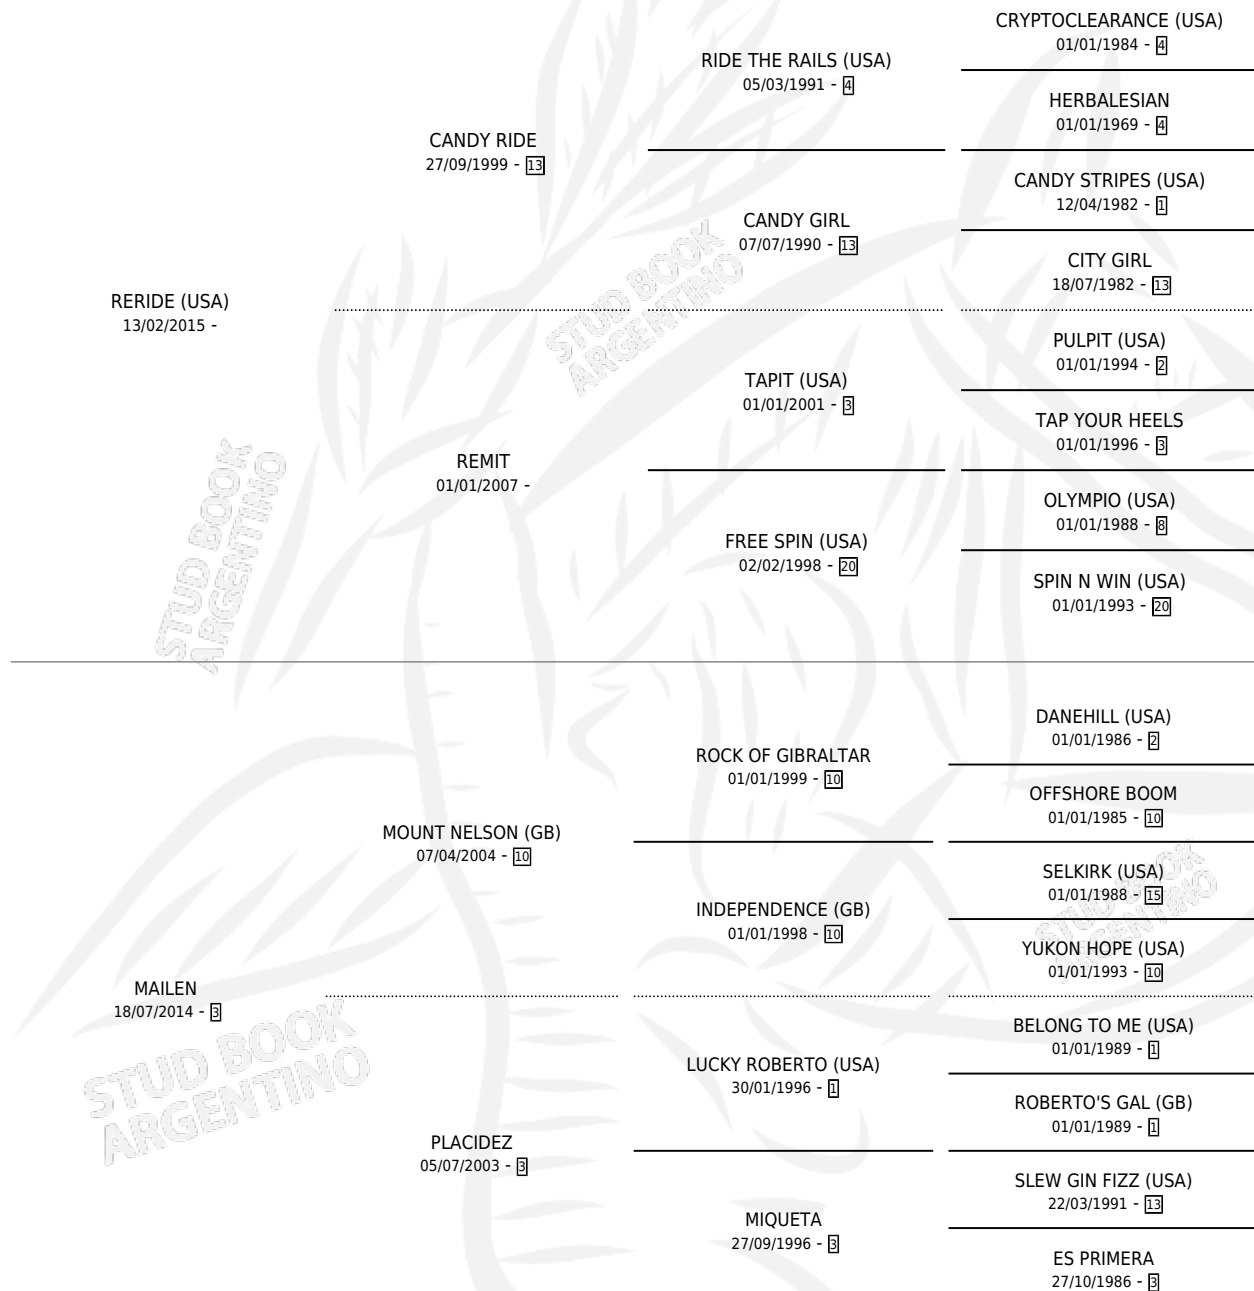 CRYPTOCLEARANCE (USA)
01/01/1984 - 4
RIDE THE RAILS (USA)
05/03/1991 - 4
HERBALESIAN
01/01/1969 - 4
CANDY RIDE
27/09/1999 - 13
CANDY STRIPES (USA)
12/04/1982 - 1
CANDY GIRL
07/07/1990 - 13
CITY GIRL
18/07/1982 - 13
RERIDE (USA)
13/02/2015 -
PULPIT (USA)
01/01/1994 - 2
TAPIT (USA)
01/01/2001 - 3
TAP YOUR HEELS
01/01/1996 - 3
REMIT
01/01/2007 -
OLYMPIO (USA)
01/01/1988 - 8
FREE SPIN (USA)
02/02/1998 - 20
SPIN N WIN (USA)
01/01/1993 - 20
DANEHILL (USA)
01/01/1986 - 2
ROCK OF GIBRALTAR
01/01/1999 - 10
OFFSHORE BOOM
01/01/1985 - 10
MOUNT NELSON (GB)
07/04/2004 - 10
SELKIRK (USA)
01/01/1988 - 15
INDEPENDENCE (GB)
01/01/1998 - 10
YUKON HOPE (USA)
01/01/1993 - 10
MAILEN
18/07/2014 - 3
BELONG TO ME (USA)
01/01/1989 - 1
LUCKY ROBERTO (USA)
30/01/1996 - 1
ROBERTO'S GAL (GB)
01/01/1989 - 1
PLACIDEZ
05/07/2003 - 3
SLEW GIN FIZZ (USA)
22/03/1991 - 13
MIQUETA
27/09/1996 - 3
ES PRIMERA
27/10/1986 - 3
STUD BOOK
ARGENTINO
STUD BOOK
ARGENTINO
STUD BOOK
ARGENTINO
STUD BOOK
ARGENTINO